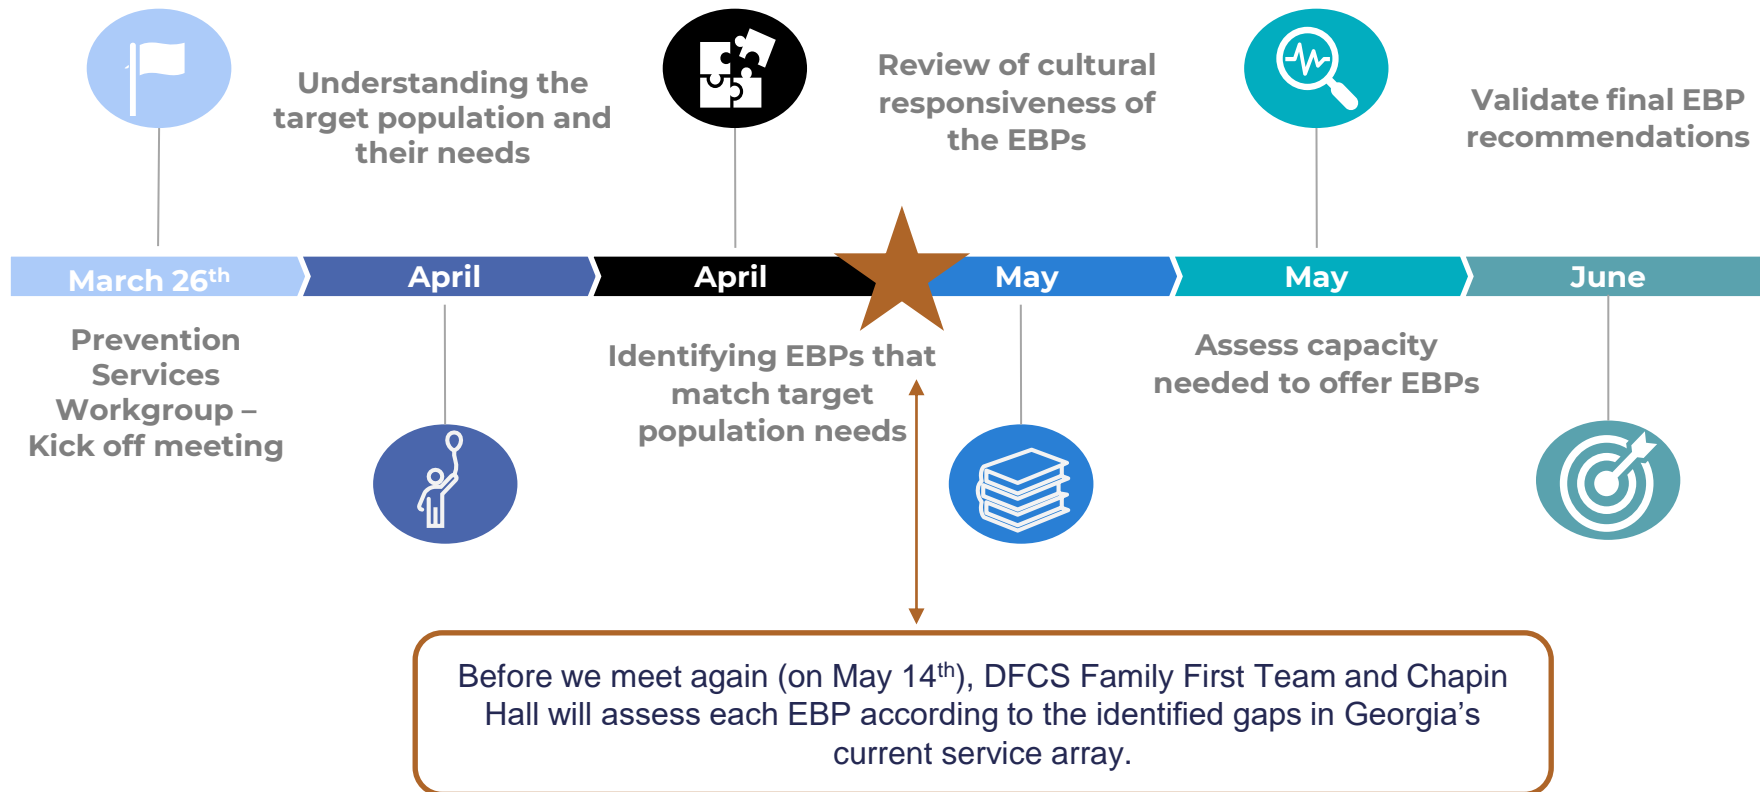 Understanding the
target population and
their needs
Review of cultural
responsiveness of
the EBPs
Validate final EBP
recommendations
March 26th
April
April
May
May
June
Prevention
Services
Workgroup –
Kick off meeting
Identifying EBPs that
match target
population needs
Assess capacity
needed to offer EBPs
Before we meet again (on May 14th), DFCS Family First Team and Chapin
Hall will assess each EBP according to the identified gaps in Georgia’s
current service array.